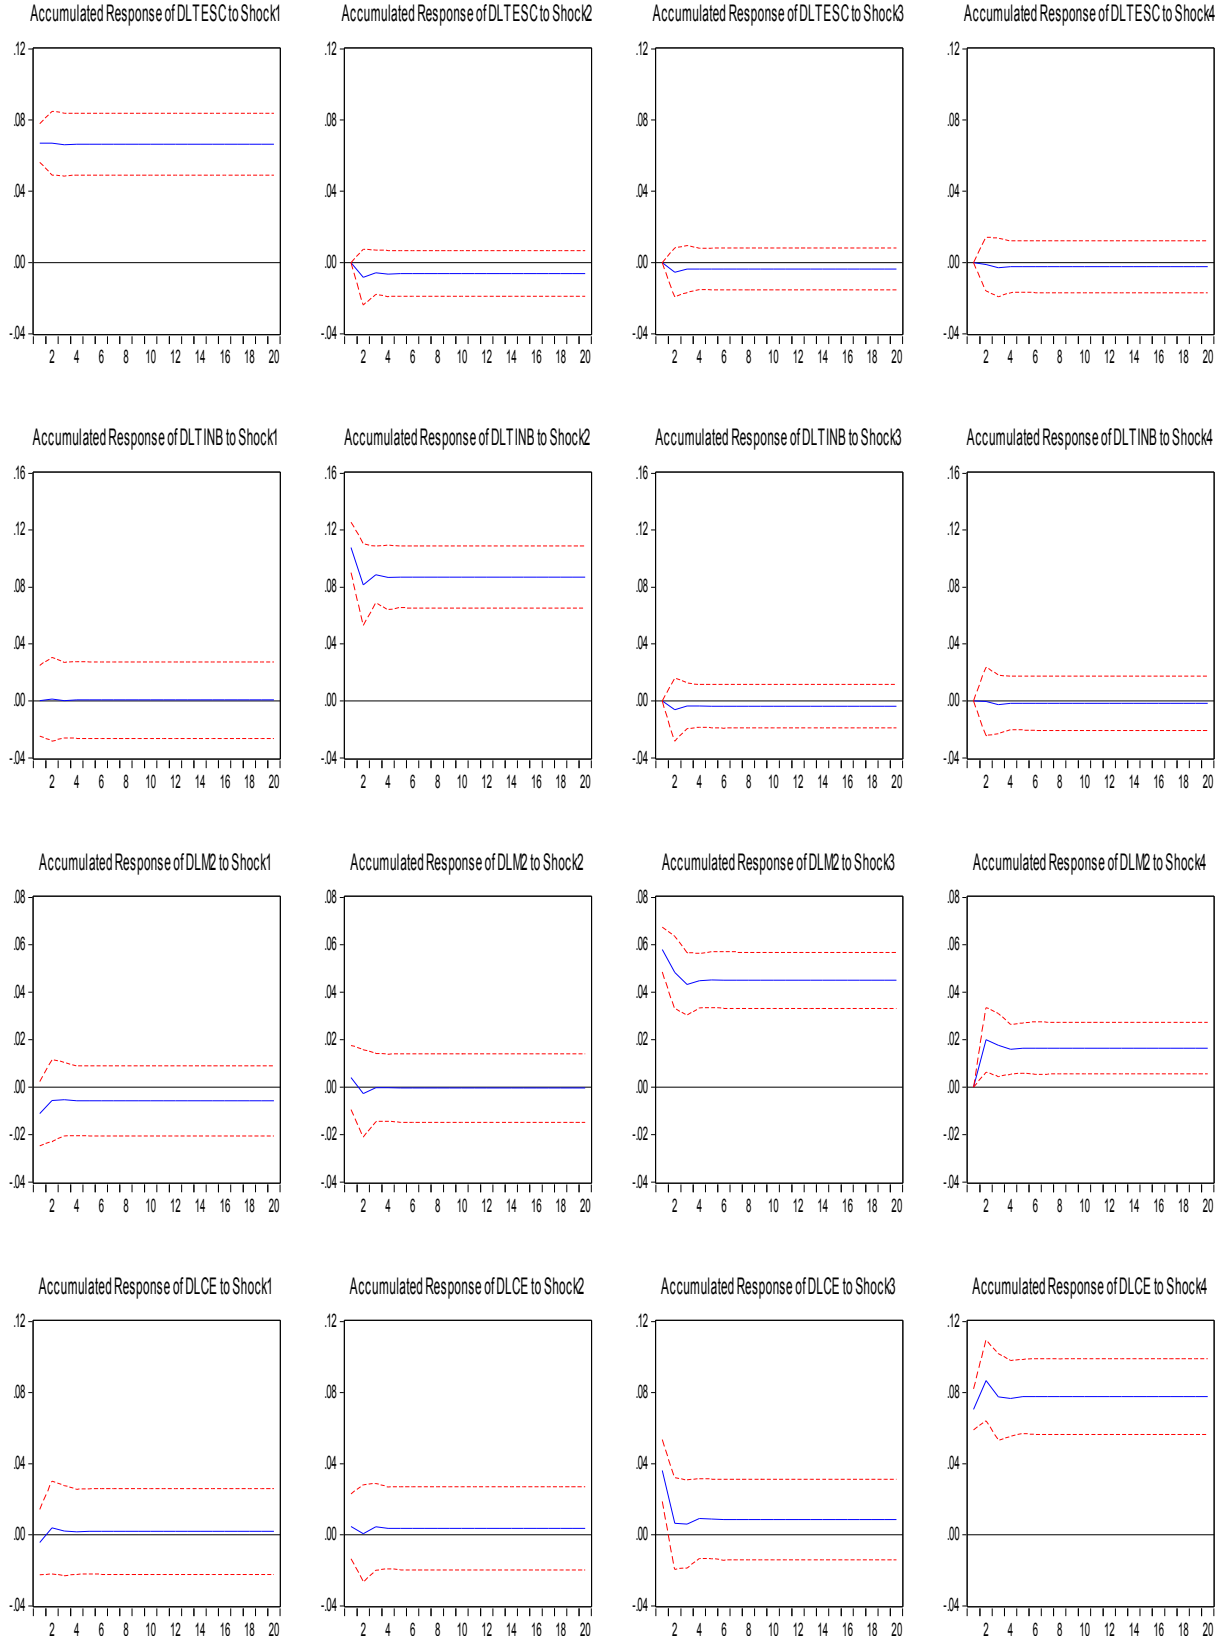 Accumulated Response of DLTESC to Shock1 Accumulated Response of DLTESC to Shock2 Accumulated Response of DLTESC to Shock3 Accumulated Response of DLTESC to Shock4
.12 .12 .12 .12
.08 .08 .08 .08
.04 .04 .04 .04
.00 .00 .00 .00
-.04 -.04 -.04 -.04
2 4 6 8 10 12 14 16 18 20 2 4 6 8 10 12 14 16 18 20 2 4 6 8 10 12 14 16 18 20 2 4 6 8 10 12 14 16 18 20
Accumulated Response of DLTINB to Shock1 Accumulated Response of DLTINB to Shock2 Accumulated Response of DLTINB to Shock3 Accumulated Response of DLTINB to Shock4
.16 .16 .16 .16
.12 .12 .12 .12
.08 .08 .08 .08
.04 .04 .04 .04
.00 .00 .00 .00
-.04 -.04 -.04 -.04
2 4 6 8 10 12 14 16 18 20 2 4 6 8 10 12 14 16 18 20 2 4 6 8 10 12 14 16 18 20 2 4 6 8 10 12 14 16 18 20
Accumulated Response of DLM2 to Shock1 Accumulated Response of DLM2 to Shock2 Accumulated Response of DLM2 to Shock3 Accumulated Response of DLM2 to Shock4
.08 .08 .08 .08
.06 .06 .06 .06
.04 .04 .04 .04
.02 .02 .02 .02
.00 .00 .00 .00
-.02 -.02 -.02 -.02
-.04 -.04 -.04 -.04
2 4 6 8 10 12 14 16 18 20 2 4 6 8 10 12 14 16 18 20 2 4 6 8 10 12 14 16 18 20 2 4 6 8 10 12 14 16 18 20
Accumulated Response of DLCE to Shock1 Accumulated Response of DLCE to Shock2 Accumulated Response of DLCE to Shock3 Accumulated Response of DLCE to Shock4
.12 .12 .12 .12
.08 .08 .08 .08
.04 .04 .04 .04
.00 .00 .00 .00
-.04 -.04 -.04 -.04
2 4 6 8 10 12 14 16 18 20 2 4 6 8 10 12 14 16 18 20 2 4 6 8 10 12 14 16 18 20 2 4 6 8 10 12 14 16 18 20